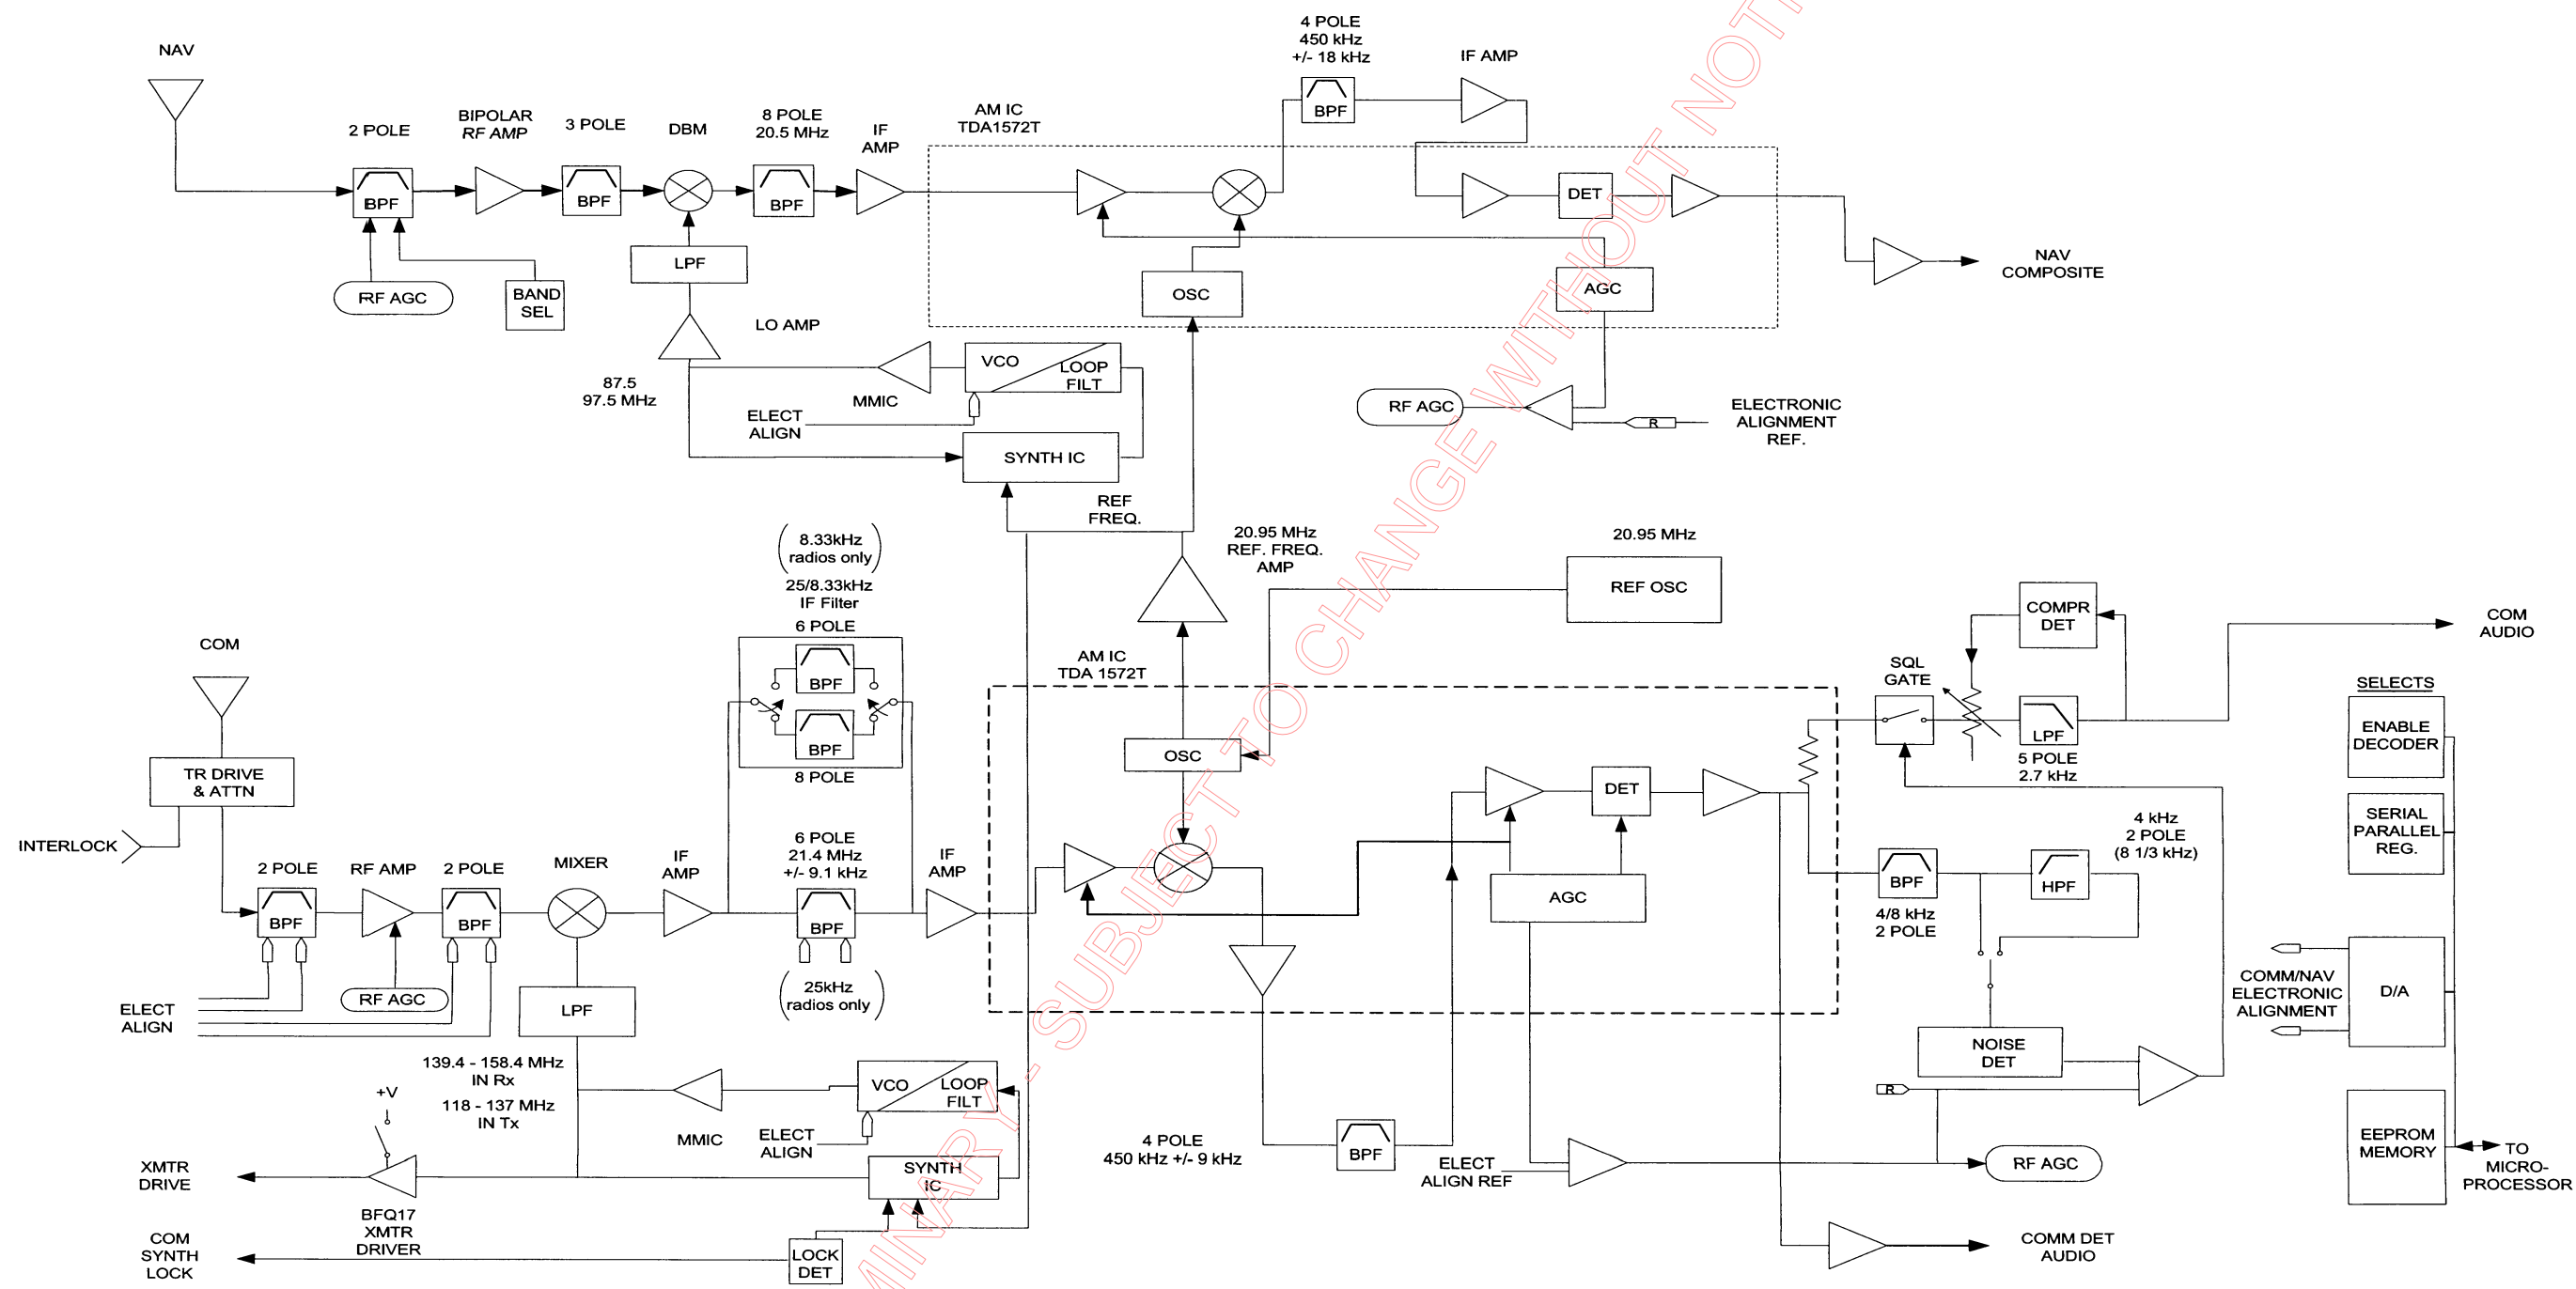 4 POLE
450 kHz
+/- 18 kHz
IF AMP
NAV
2 POLE
BIPOLAR
RF AMP
3 POLE
DBM
8 POLE
20.5 MHz
IF
AMP
AM IC
TDA1572T
BPF
BPF
BPF
BPF
DET
RF AGC
BAND
SEL
LPF
OSC
AGC
NAV
COMPOSITE
LO AMP
87.5
97.5 MHz
VCO
LOOP
FILT
MMIC
ELECT
ALIGN
SYNTH IC
RF AGC
R
ELECTRONIC
ALIGNMENT
REF.
REF
FREQ.
20.95 MHz
REF. FREQ.
AMP
20.95 MHz
REF OSC
8.33kHz
radios only
25/8.33kHz
IF Filter
6 POLE
BPF
BPF
8 POLE
COM
TR DRIVE
& ATTN
INTERLOCK
2 POLE
RF AMP
2 POLE
MIXER
IF
AMP
6 POLE
21.4 MHz
+/- 9.1 kHz
IF
AMP
BPF
BPF
BPF
RF AGC
ELECT
ALIGN
LPF
25kHz
radios only
AM IC
TDA 1572T
OSC
DET
AGC
COMPR
DET
SQL
GATE
LPF
5 POLE
2.7 kHz
COM
AUDIO
4 kHz
2 POLE
(8 1/3 kHz)
BPF
HPF
4/8 kHz
2 POLE
NOISE
DET
R
SELECTS
ENABLE
DECODER
SERIAL
PARALLEL
REG.
COMM/NAV
ELECTRONIC
ALIGNMENT
D/A
EEPROM
MEMORY
TO
MICRO-
PROCESSOR
139.4 - 158.4 MHz
IN Rx
118 - 137 MHz
IN Tx
+V
VCO
LOOP
FILT
MMIC
ELECT
ALIGN
SYNTH
IC
XMTR
DRIVE
BFQ17
XMTR
DRIVER
COM
SYNTH
LOCK
LOCK
DET
4 POLE
450 kHz +/- 9 kHz
BPF
ELECT
ALIGN REF
RF AGC
COMM DET
AUDIO
MINARY - SUBJECT TO CHANGE WITHOUT NOTI